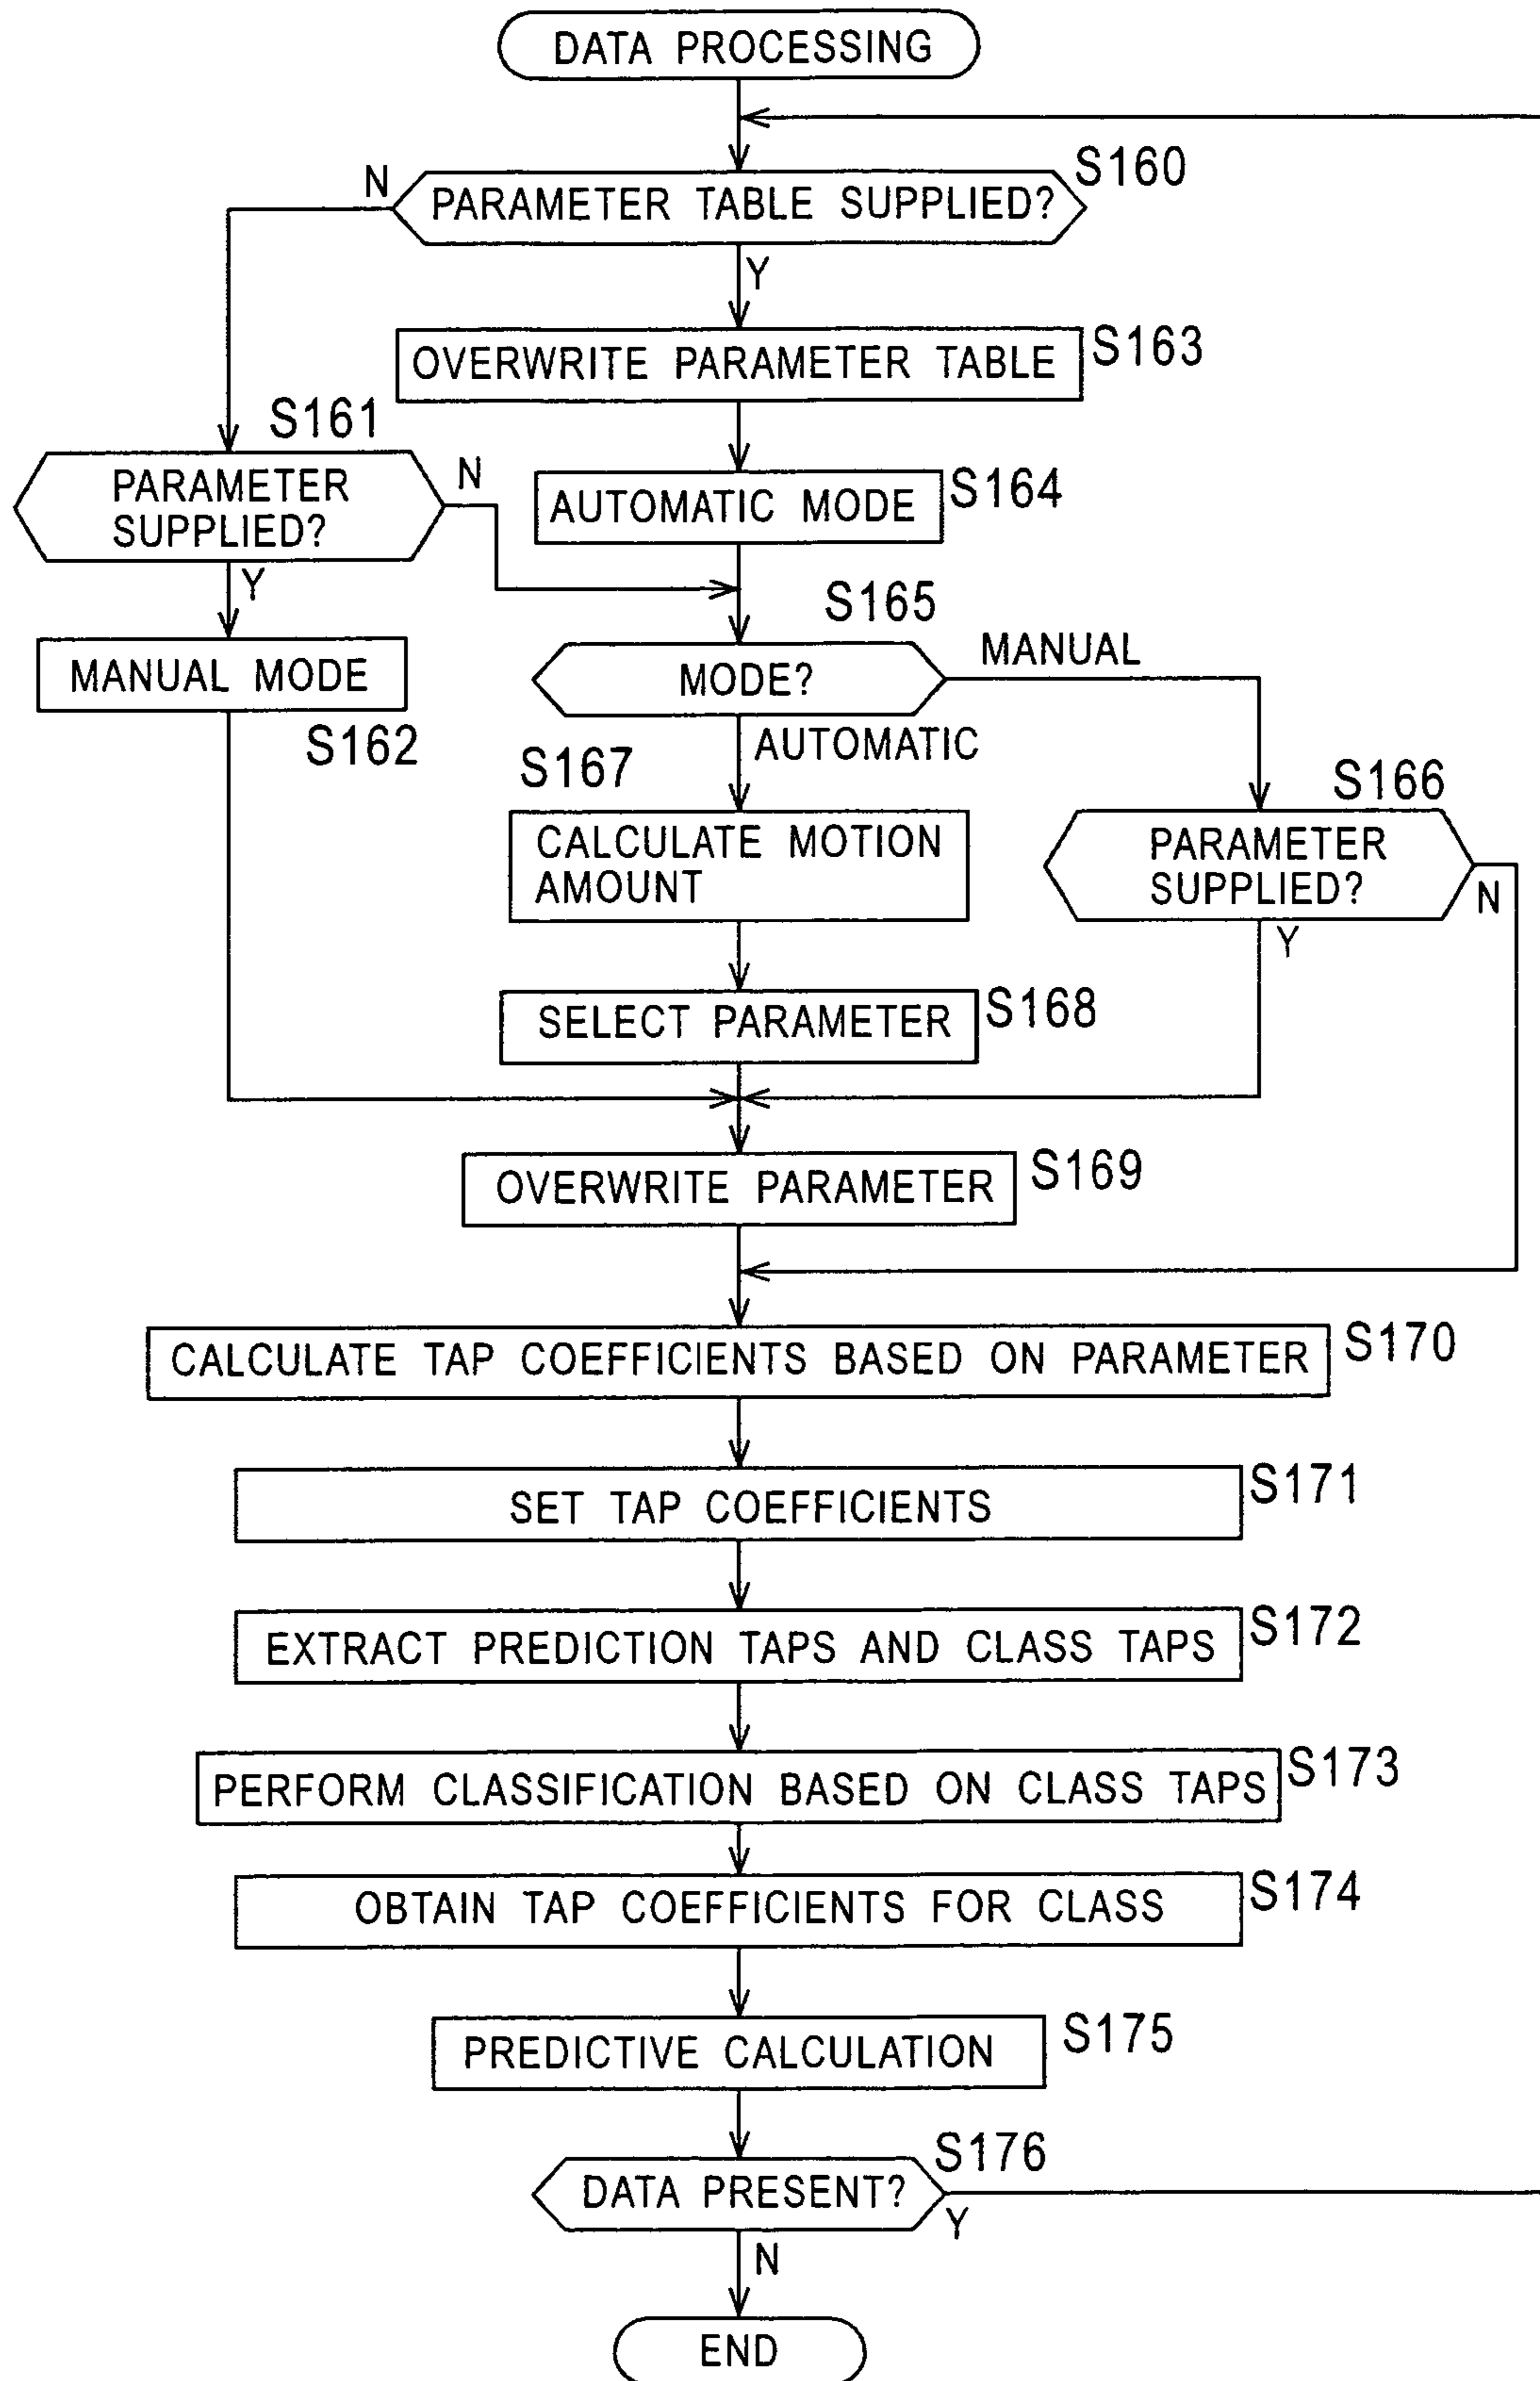 DATA PROCESSING
S160
N
PARAMETER TABLE SUPPLIED?
Y
S163
OVERWRITE PARAMETER TABLE
S161
PARAMETER
SUPPLIED?
N
S164
AUTOMATIC MODE
Y
S165
MANUAL MODE
S162
MODE?
MANUAL
AUTOMATIC
S167
CALCULATE MOTION
AMOUNT
S166
PARAMETER
SUPPLIED?
N
Y
SELECT PARAMETER
S168
OVERWRITE PARAMETER
S169
CALCULATE TAP COEFFICIENTS BASED ON PARAMETER
S170
SET TAP COEFFICIENTS
S171
EXTRACT PREDICTION TAPS AND CLASS TAPS
S172
PERFORM CLASSIFICATION BASED ON CLASS TAPS
S173
OBTAIN TAP COEFFICIENTS FOR CLASS
S174
PREDICTIVE CALCULATION
S175
S176
DATA PRESENT?
Y
N
END